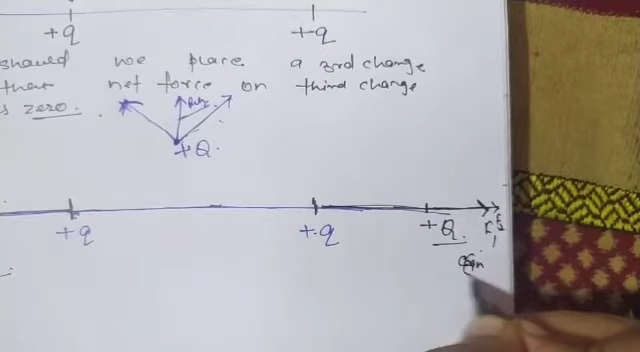 +q +q
should we place a 3rd charge
that net force on third charge
is zero.
+Q.
+q +q +Q.